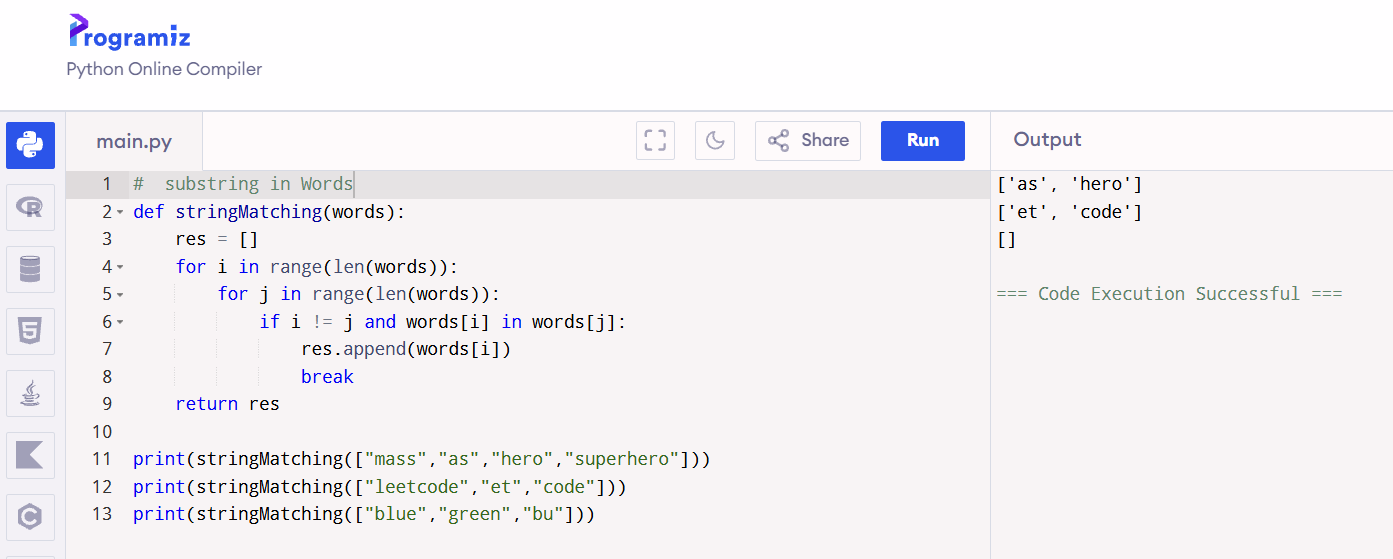 Programiz
Python Online Compiler
main.py
Share
Run
Output
1 #  substring in Words
2 def stringMatching(words):
3     res = []
4     for i in range(len(words)):
5         for j in range(len(words)):
6             if i != j and words[i] in words[j]:
7                 res.append(words[i])
8                 break
9     return res
10
11 print(stringMatching(["mass","as","hero","superhero"]))
12 print(stringMatching(["leetcode","et","code"]))
13 print(stringMatching(["blue","green","bu"]))
['as', 'hero']
['et', 'code']
[]
=== Code Execution Successful ===